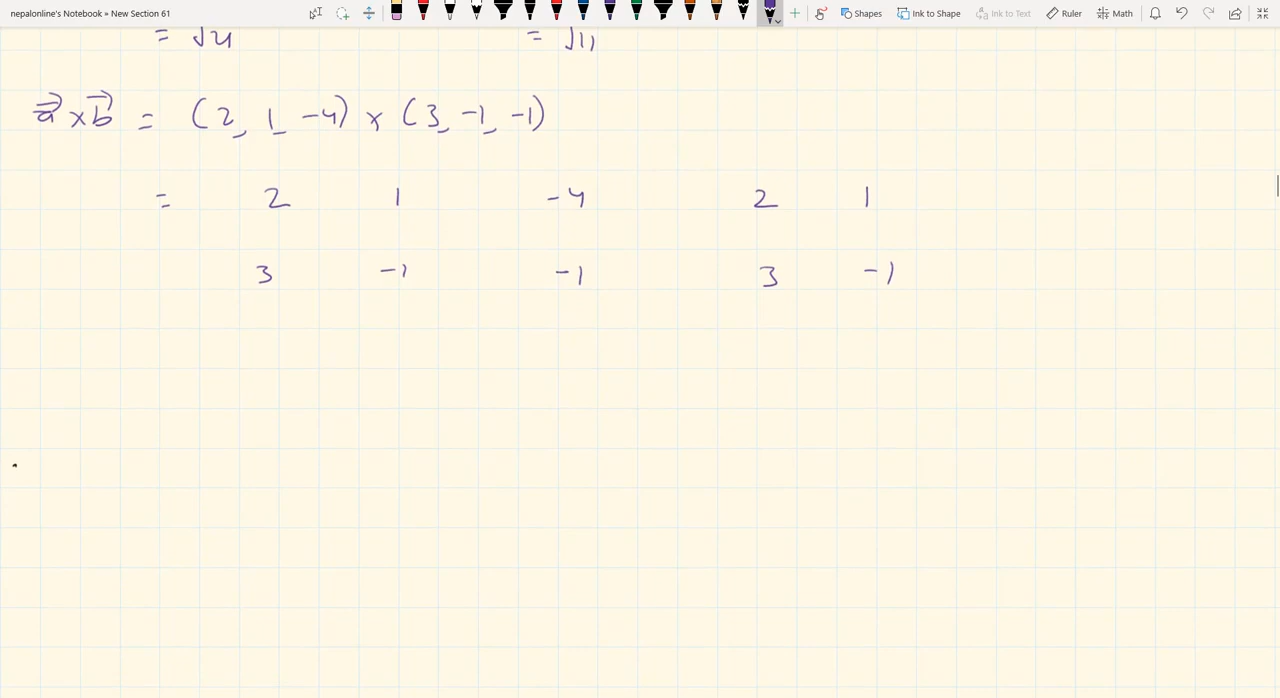 nepalonline's Notebook » New Section 61
Shapes Ink to Shape Ink to Text Ruler Math
= √21 = √11
a⃗ × b⃗ = (2, 1, -4) × (3, -1, -1)
= 2 1 -4 2 1
3 -1 -1 3 -1